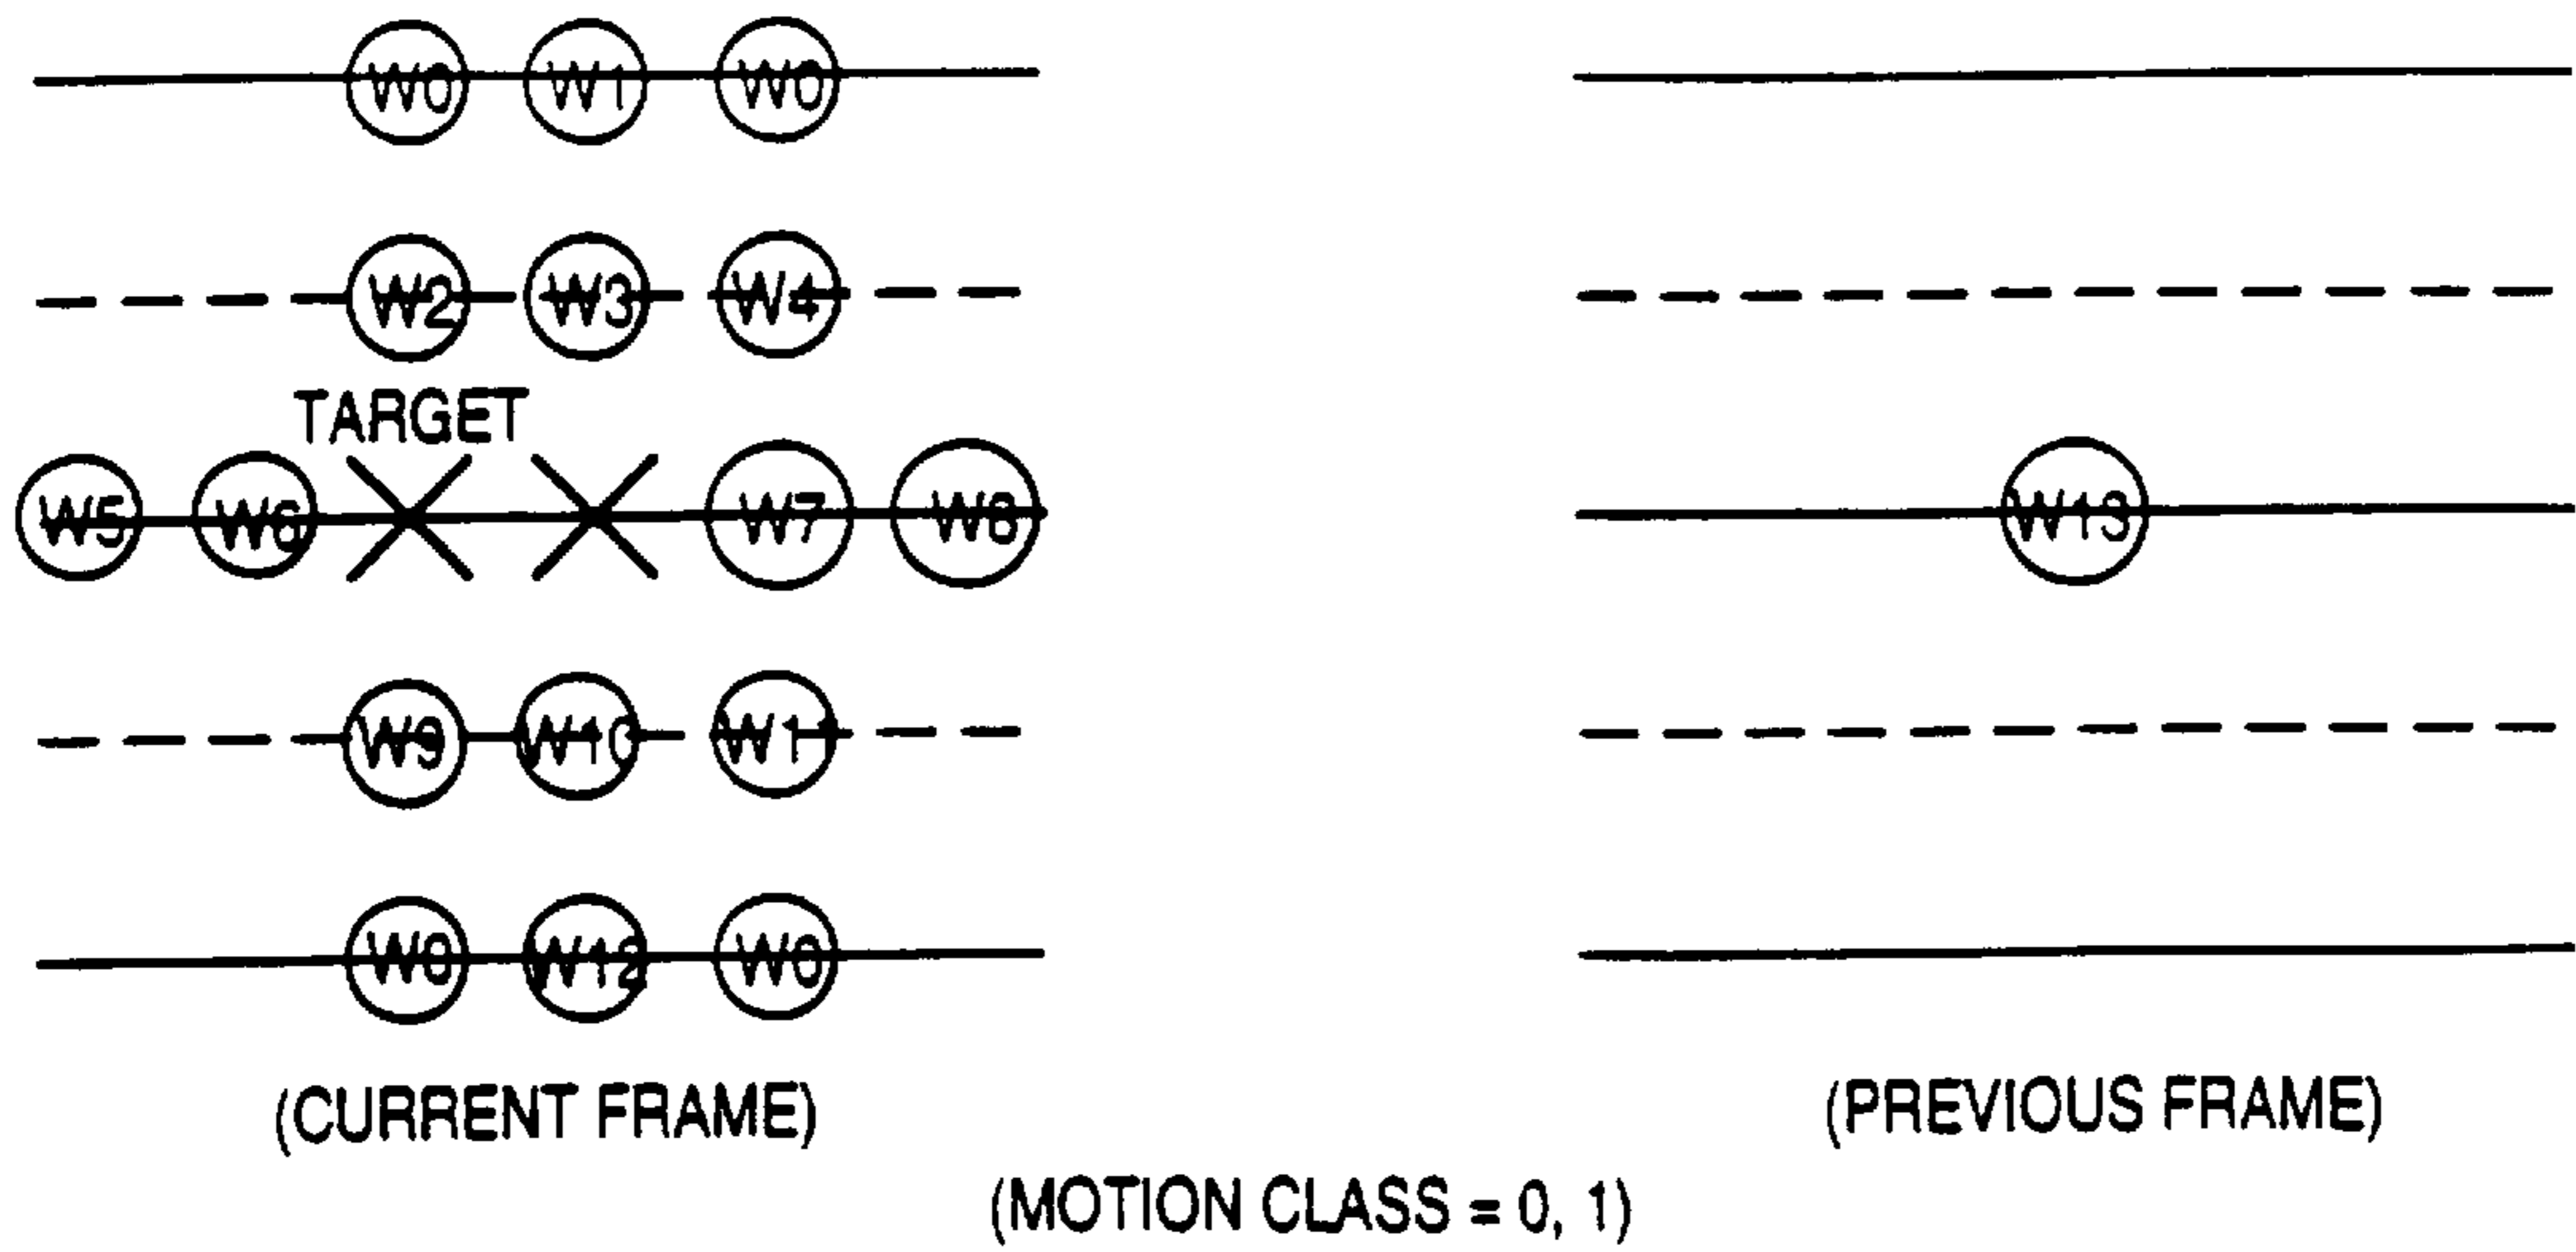 W0 W1 W0
W2 W3 W4
TARGET
W5 W6 W7 W8
W13
W9 W10 W11
W0 W12 W0
(CURRENT FRAME)
(PREVIOUS FRAME)
(MOTION CLASS = 0, 1)